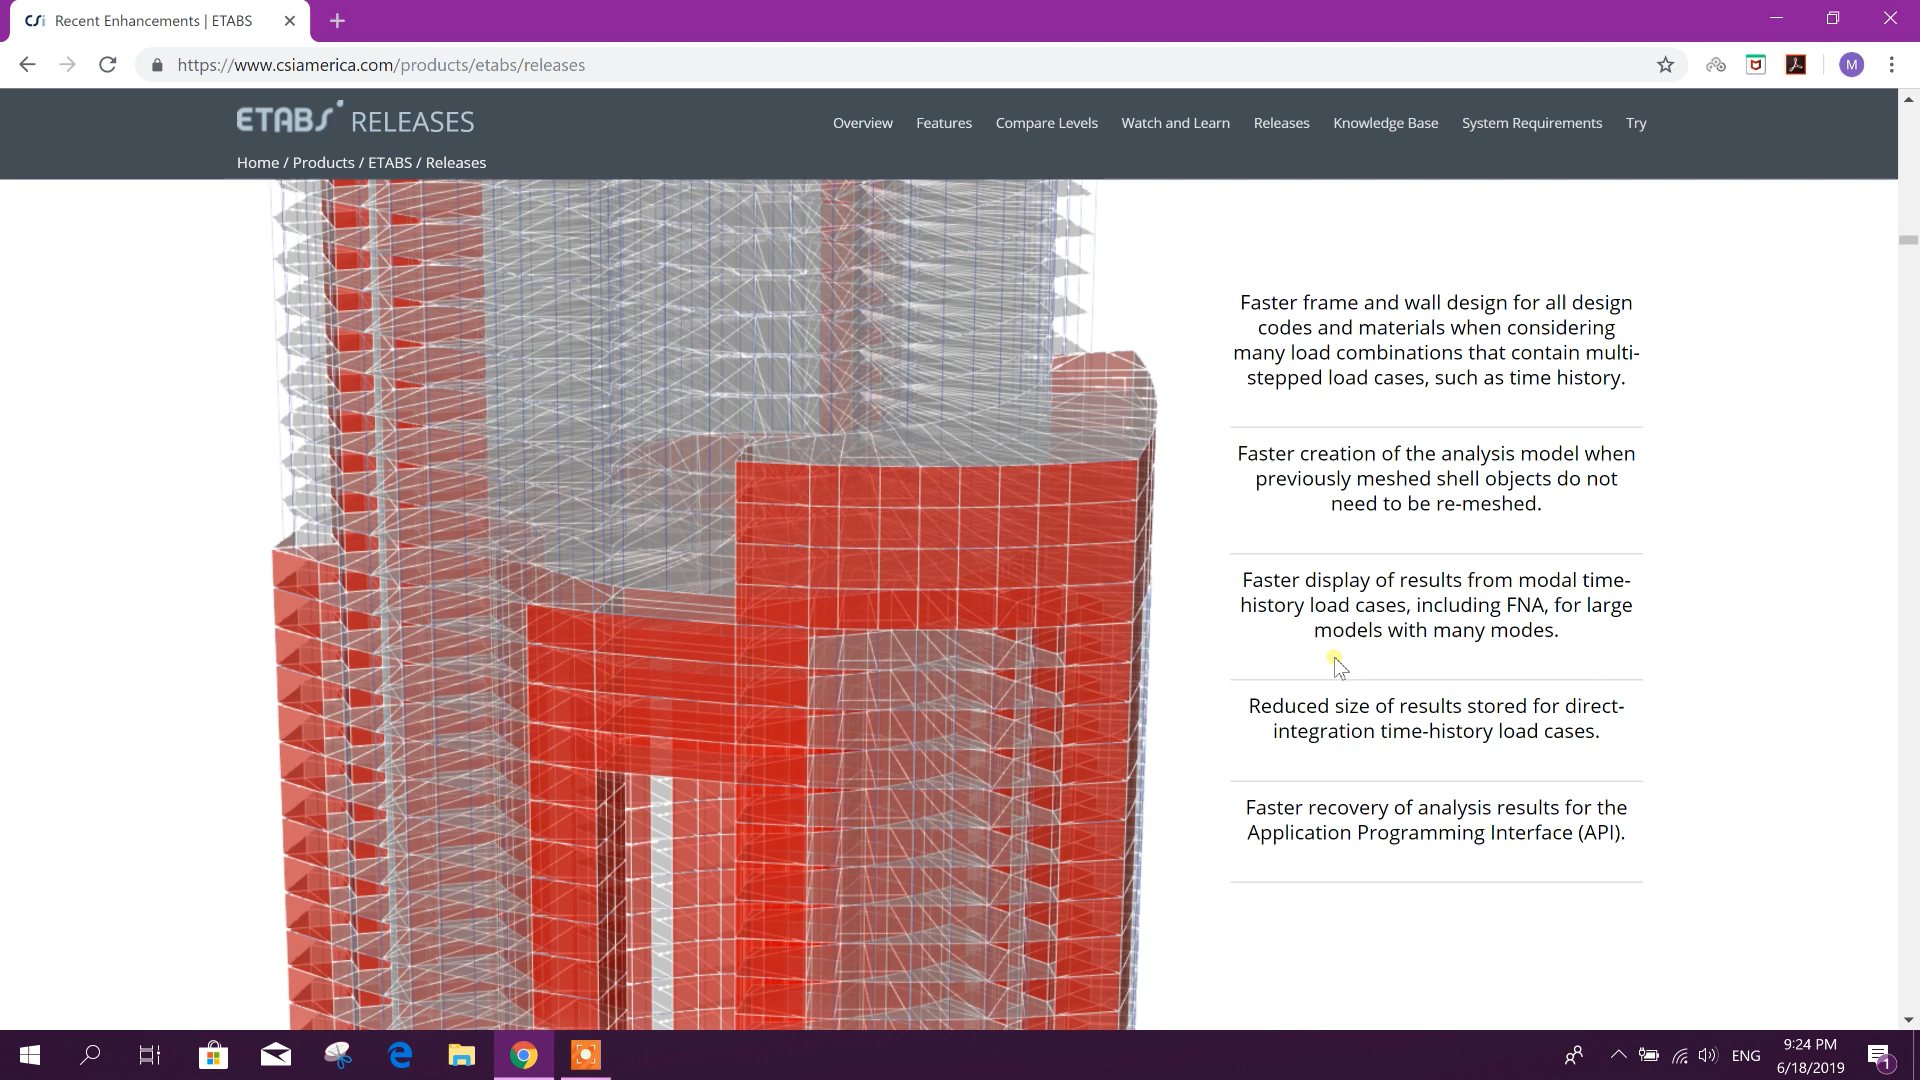 CSi Recent Enhancements | ETABS
https://www.csiamerica.com/products/etabs/releases
M
ETABS RELEASES
Overview Features Compare Levels Watch and Learn Releases Knowledge Base System Requirements Try
Home / Products / ETABS / Releases
Faster frame and wall design for all design
codes and materials when considering
many load combinations that contain multi-
stepped load cases, such as time history.
Faster creation of the analysis model when
previously meshed shell objects do not
need to be re-meshed.
Faster display of results from modal time-
history load cases, including FNA, for large
models with many modes.
Reduced size of results stored for direct-
integration time-history load cases.
Faster recovery of analysis results for the
Application Programming Interface (API).
ENG
9:24 PM
6/18/2019
1